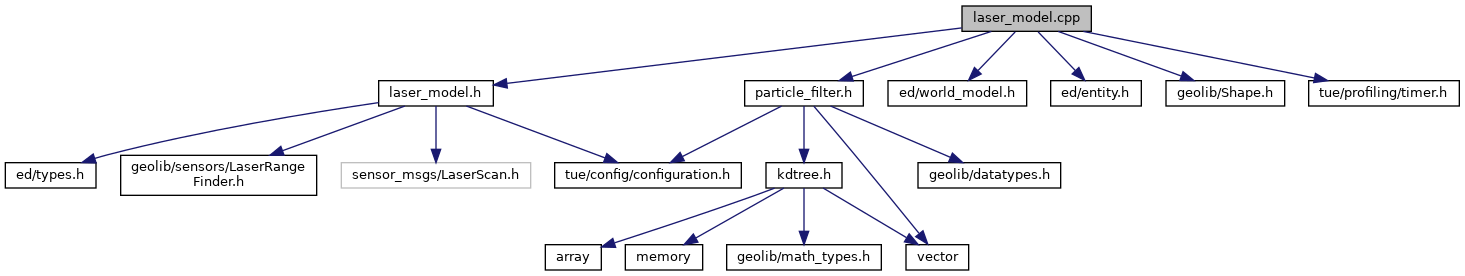 laser_model.cpp
laser_model.h
particle_filter.h
ed/world_model.h
ed/entity.h
geolib/Shape.h
tue/profiling/timer.h
ed/types.h
geolib/sensors/LaserRange
Finder.h
sensor_msgs/LaserScan.h
tue/config/configuration.h
kdtree.h
geolib/datatypes.h
array
memory
geolib/math_types.h
vector